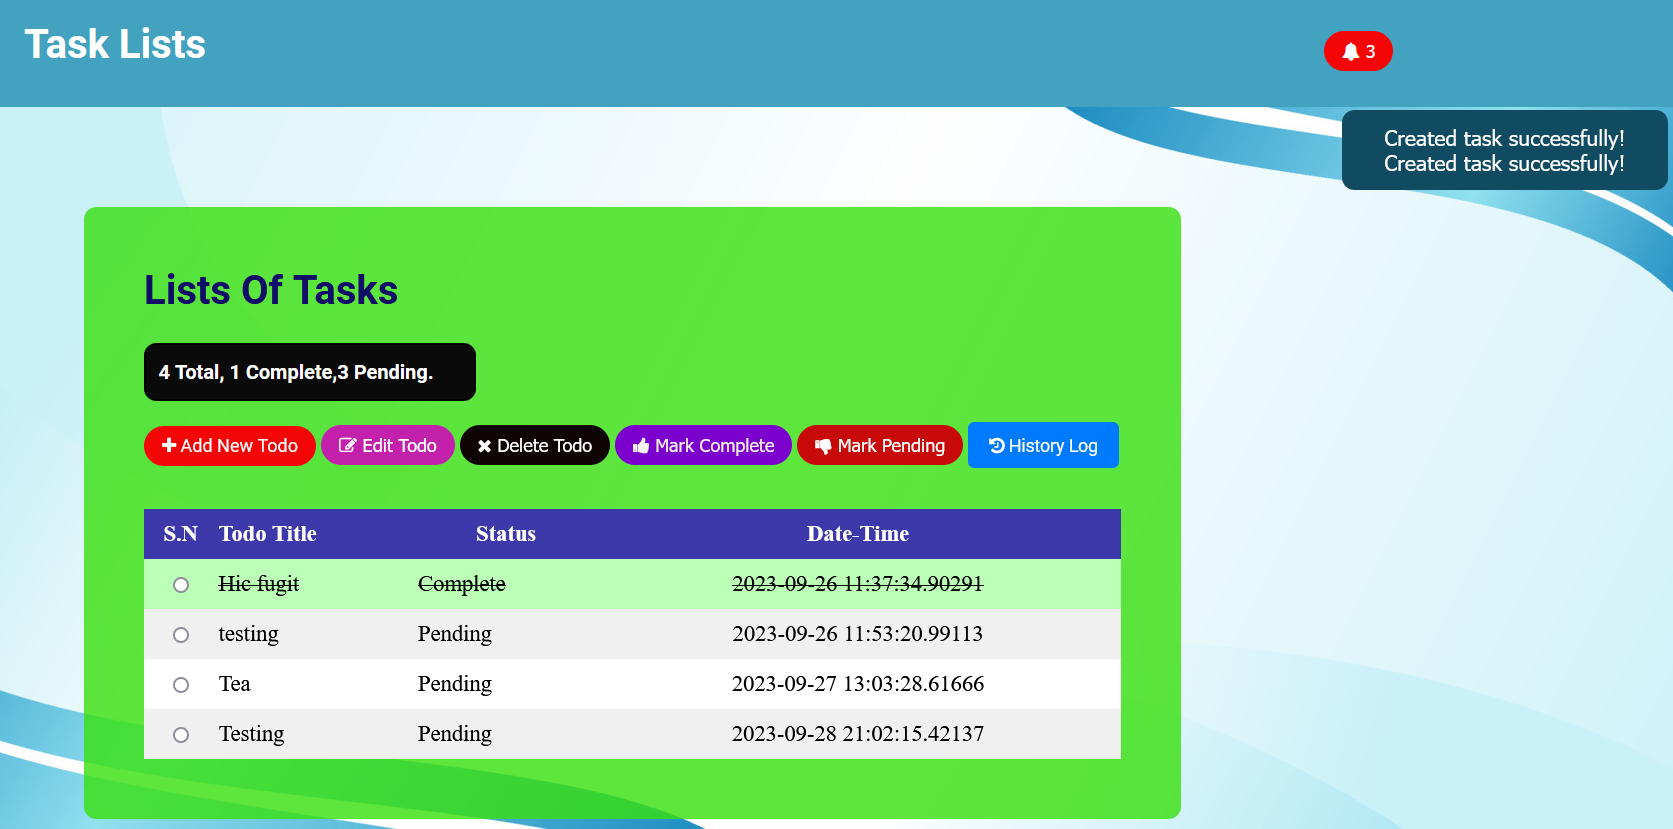 Task Lists
3
Created task successfully!
Created task successfully!
Lists Of Tasks
4 Total, 1 Complete,3 Pending.
Add New Todo Edit Todo Delete Todo Mark Complete Mark Pending History Log
S.N Todo Title Status Date-Time
Hic fugit Complete 2023-09-26 11:37:34.90291
testing Pending 2023-09-26 11:53:20.99113
Tea Pending 2023-09-27 13:03:28.61666
Testing Pending 2023-09-28 21:02:15.42137